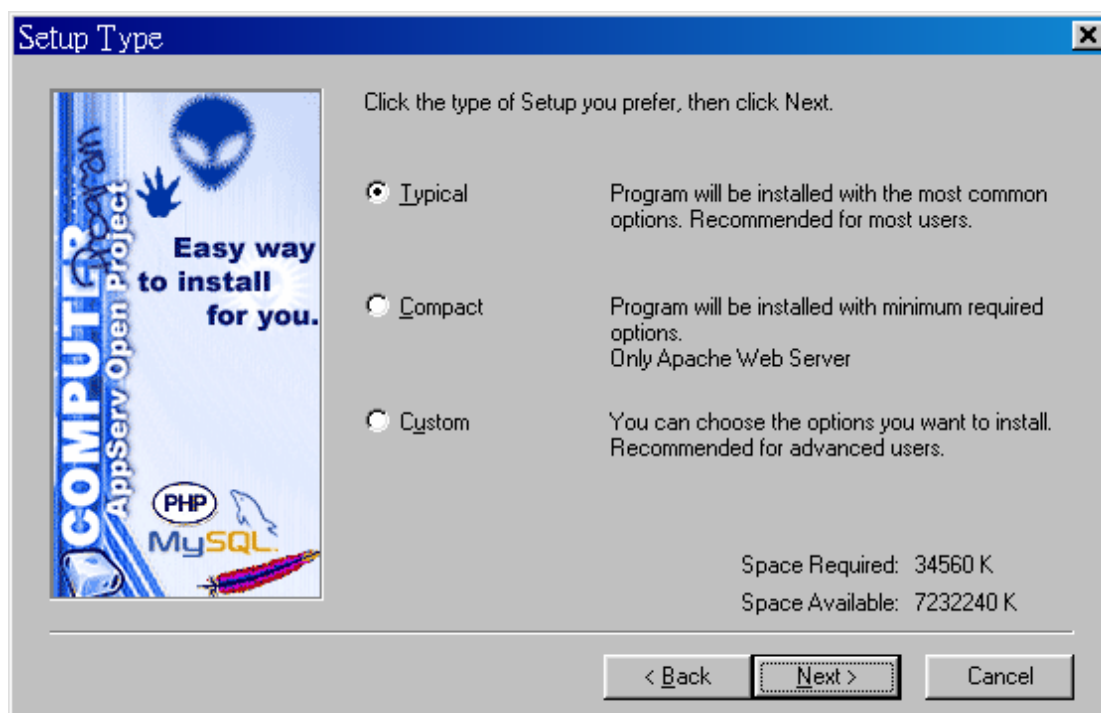 Setup Type
Click the type of Setup you prefer, then click Next.
COMPUTER
Program
AppServ Open Project
Easy way
to install
for you.
PHP
MySQL
Typical
Program will be installed with the most common
options. Recommended for most users.
Compact
Program will be installed with minimum required
options.
Only Apache Web Server
Custom
You can choose the options you want to install.
Recommended for advanced users.
Space Required: 34560 K
Space Available: 7232240 K
< Back
Next >
Cancel